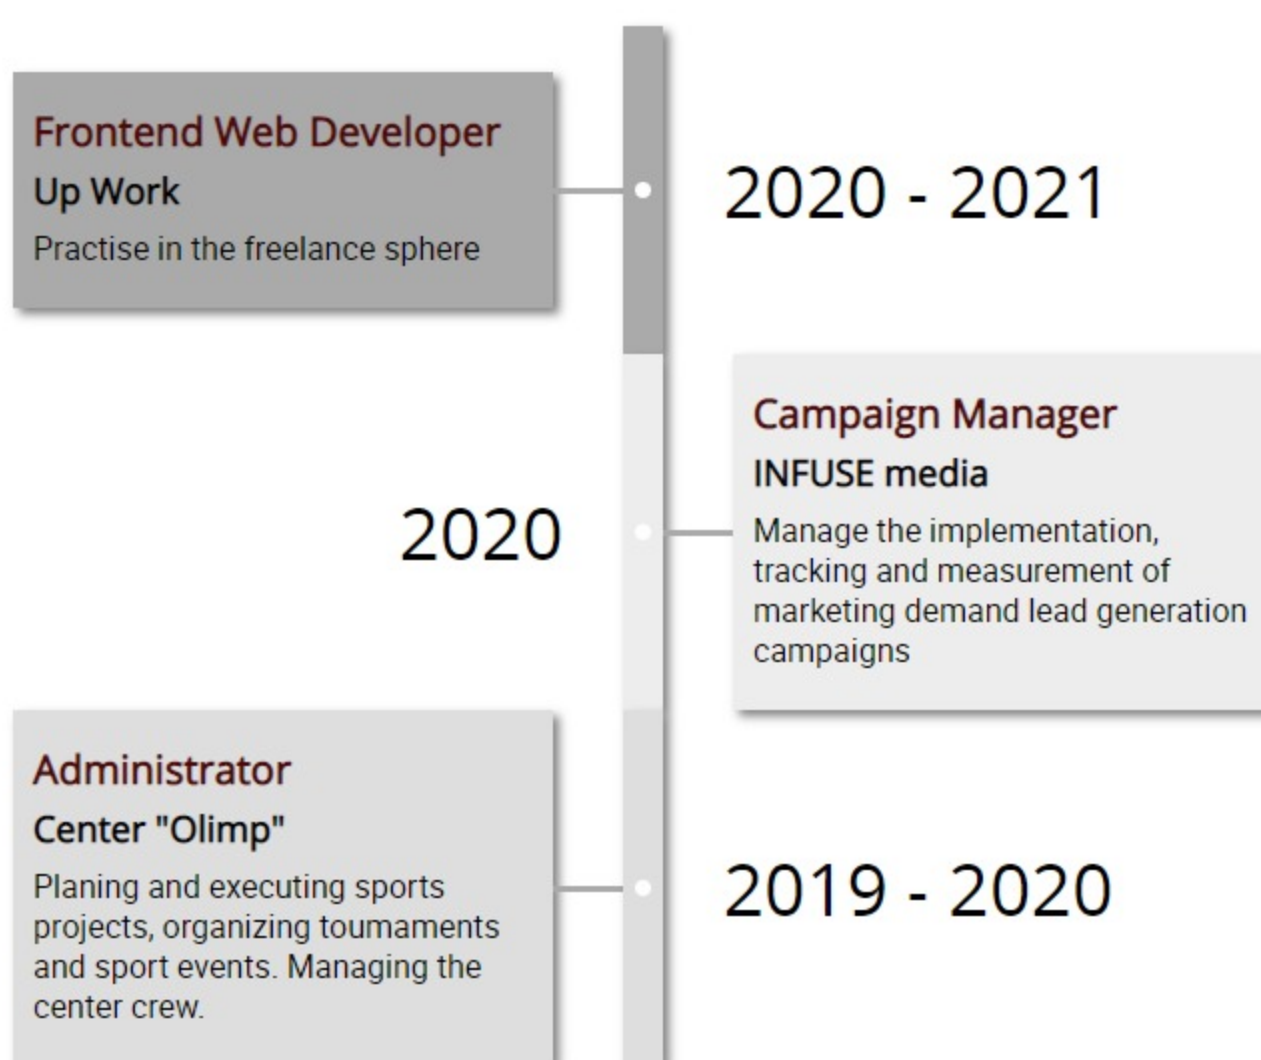 Frontend Web Developer
Up Work
Practise in the freelance sphere
2020 - 2021
2020
Campaign Manager
INFUSE media
Manage the implementation,
tracking and measurement of
marketing demand lead generation
campaigns
Administrator
Center "Olimp"
Planing and executing sports
projects, organizing toumaments
and sport events. Managing the
center crew.
2019 - 2020